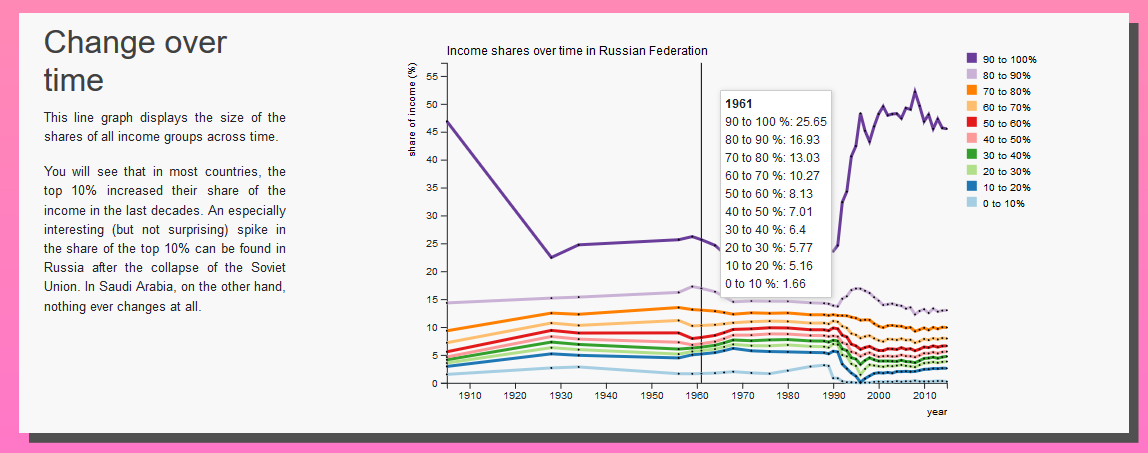 Change over
time
This line graph displays the size of the
shares of all income groups across time.
You will see that in most countries, the
top 10% increased their share of the
income in the last decades. An especially
interesting (but not surprising) spike in
the share of the top 10% can be found in
Russia after the collapse of the Soviet
Union. In Saudi Arabia, on the other hand,
nothing ever changes at all.
Income shares over time in Russian Federation
share of income (%)
55
50
45
40
35
30
25
20
15
10
5
0
1910 1920 1930 1940 1950 1960 1970 1980 1990 2000 2010
year
1961
90 to 100 %: 25.65
80 to 90 %: 16.93
70 to 80 %: 13.03
60 to 70 %: 10.27
50 to 60 %: 8.13
40 to 50 %: 7.01
30 to 40 %: 6.4
20 to 30 %: 5.77
10 to 20 %: 5.16
0 to 10 %: 1.66
90 to 100%
80 to 90%
70 to 80%
60 to 70%
50 to 60%
40 to 50%
30 to 40%
20 to 30%
10 to 20%
0 to 10%